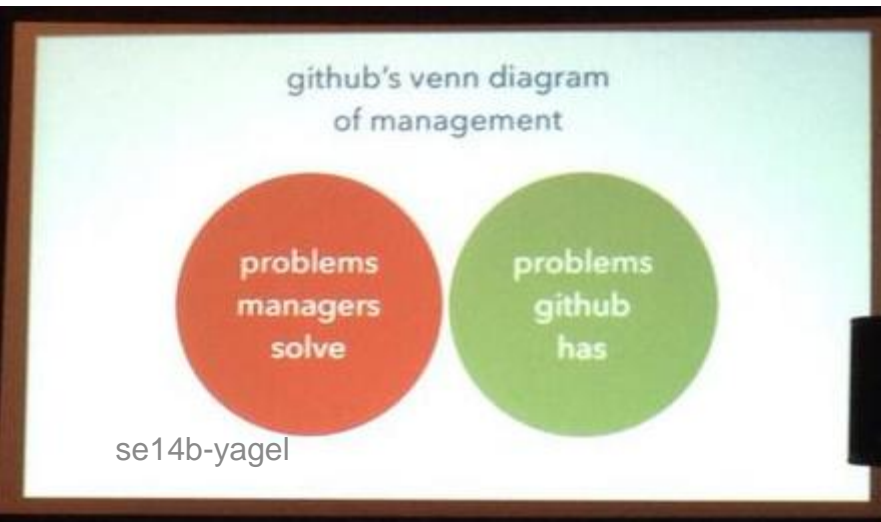 github's venn diagram
of management
problems
managers
solve
problems
github
has
se14b-yagel